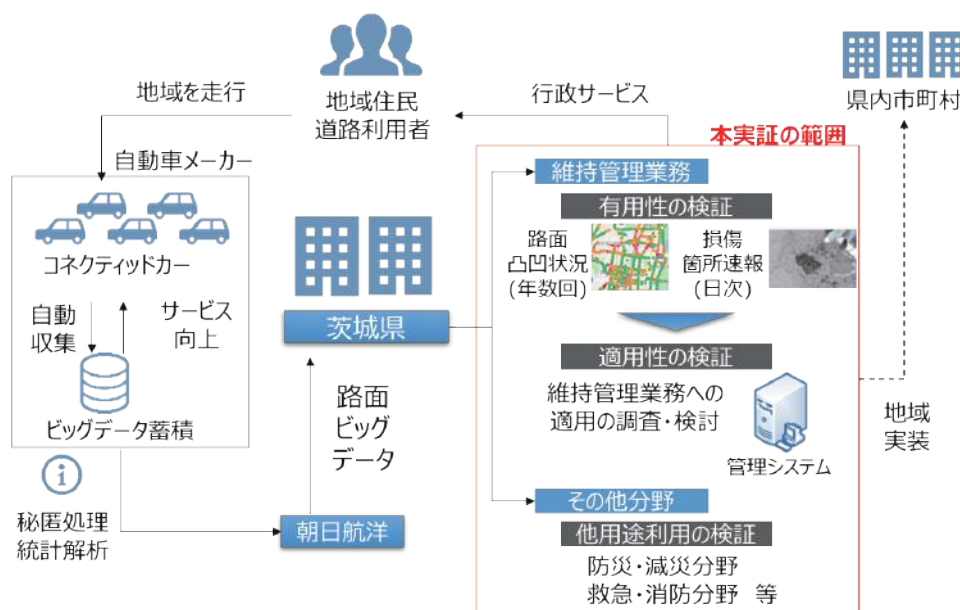 地域を走行
地域住民
道路利用者
行政サービス
県内市町村
本実証の範囲
自動車メーカー
コネクティッドカー
自動
収集
サービス
向上
ビッグデータ蓄積
秘匿処理
統計解析
茨城県
路面
ビッグ
データ
朝日航洋
維持管理業務
有用性の検証
路面
凸凹状況
(年数回)
損傷
箇所速報
(日次)
適用性の検証
維持管理業務への
適用の調査・検討
管理システム
その他分野
他用途利用の検証
防災・減災分野
救急・消防分野 等
地域
実装